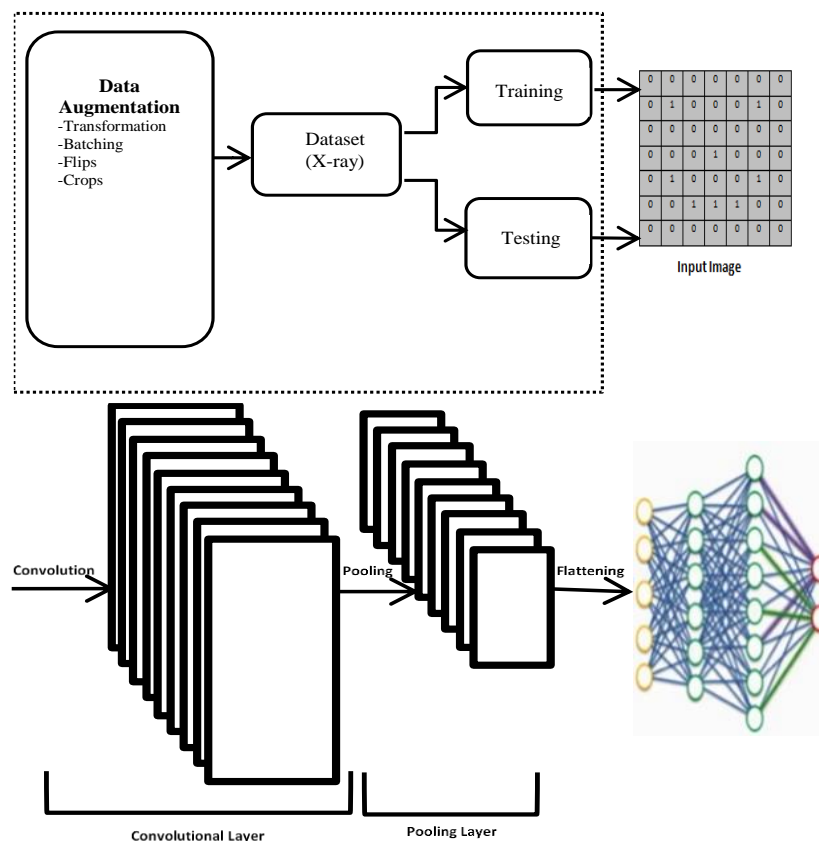 Data
Augmentation
-Transformation
-Batching
-Flips
-Crops
Dataset
(X-ray)
Training
Testing
0 0 0 0 0 0 0
0 1 0 0 0 1 0
0 0 0 0 0 0 0
0 0 0 1 0 0 0
0 1 0 0 0 1 0
0 0 1 1 1 0 0
0 0 0 0 0 0 0
Input Image
Convolution
Pooling
Flattening
Convolutional Layer
Pooling Layer